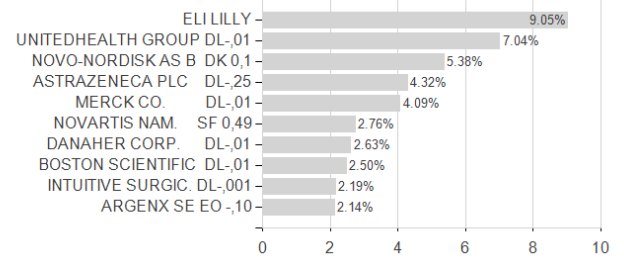 ELI LILLY 9.05%
UNITEDHEALTH GROUP DL-,01 7.04%
NOVO-NORDISK AS B DK 0,1 5.38%
ASTRAZENECA PLC DL-,25 4.32%
MERCK CO. DL-,01 4.09%
NOVARTIS NAM. SF 0,49 2.76%
DANAHER CORP. DL-,01 2.63%
BOSTON SCIENTIFIC DL-,01 2.50%
INTUITIVE SURGIC. DL-,001 2.19%
ARGENX SE EO -,10 2.14%
0 2 4 6 8 10